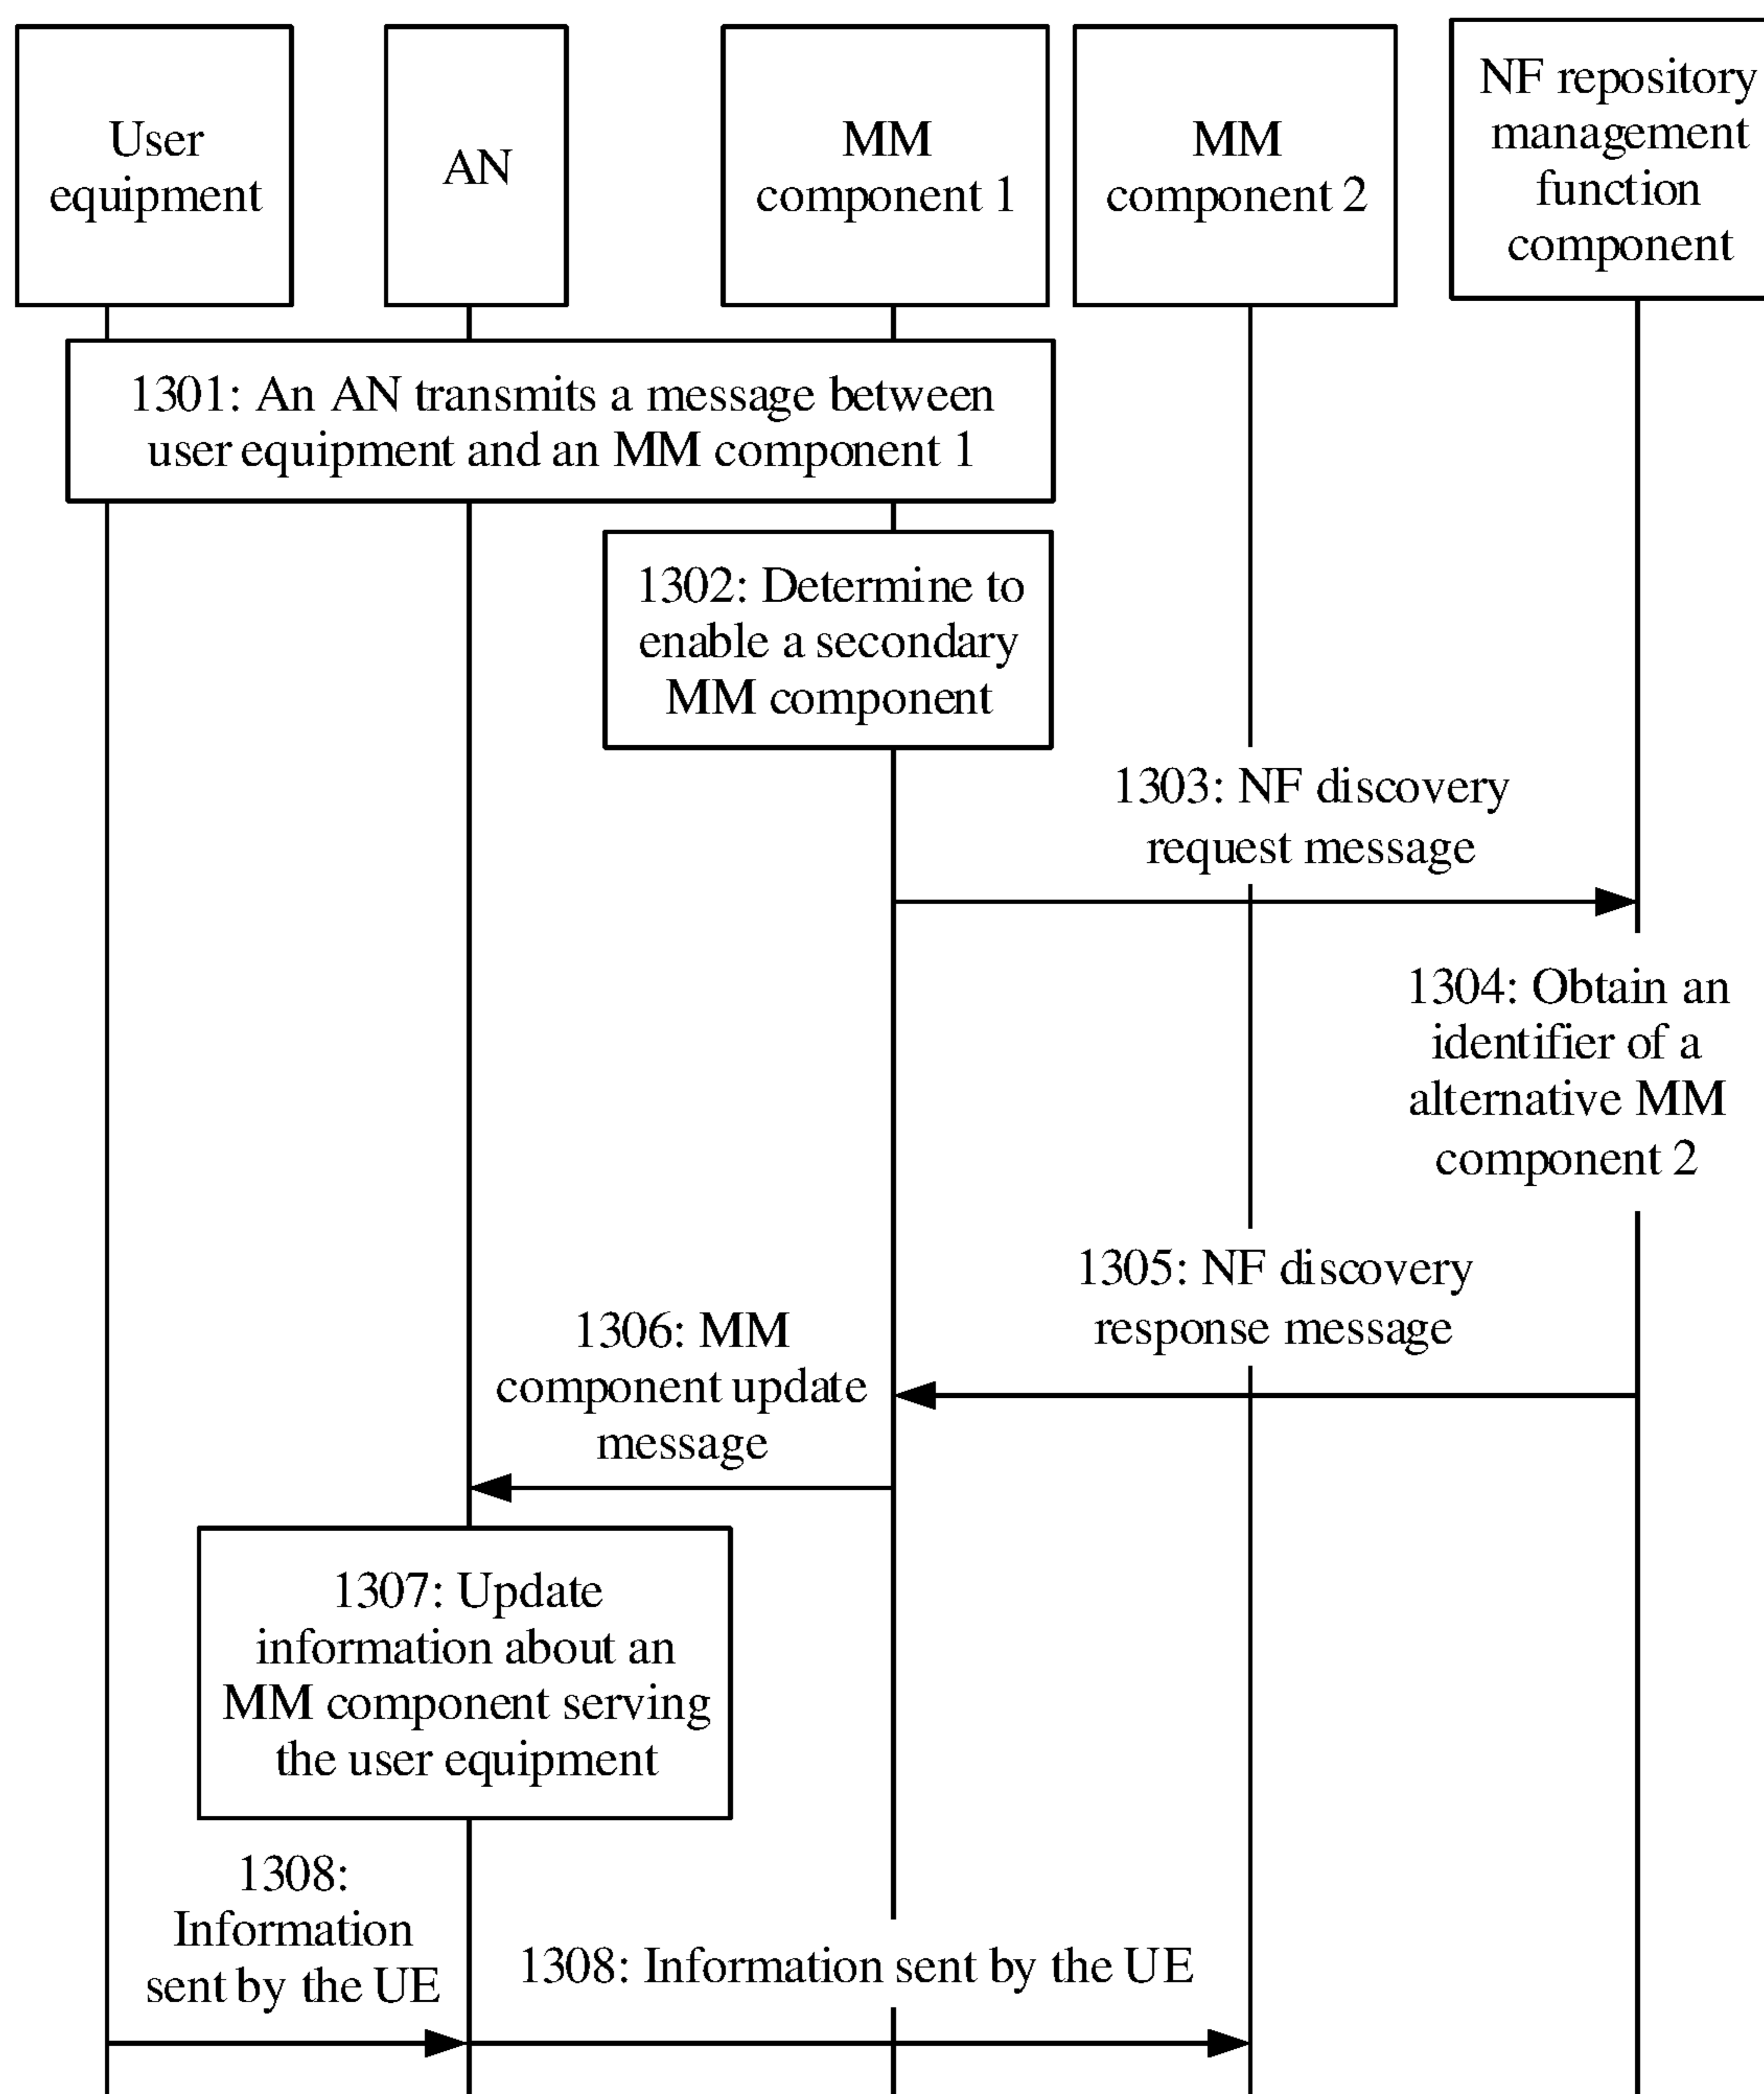 User
equipment
AN
MM
component 1
MM
component 2
NF repository
management
function
component
1301: An AN transmits a message between
user equipment and an MM component 1
1302: Determine to
enable a secondary
MM component
1303: NF discovery
request message
1304: Obtain an
identifier of a
alternative MM
component 2
1305: NF discovery
response message
1306: MM
component update
message
1307: Update
information about an
MM component serving
the user equipment
1308:
Information
sent by the UE
1308: Information sent by the UE